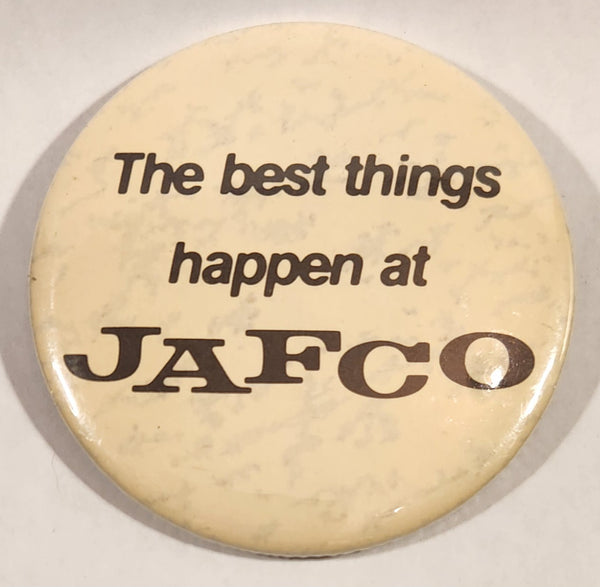 The best things
happen at
JAFCO